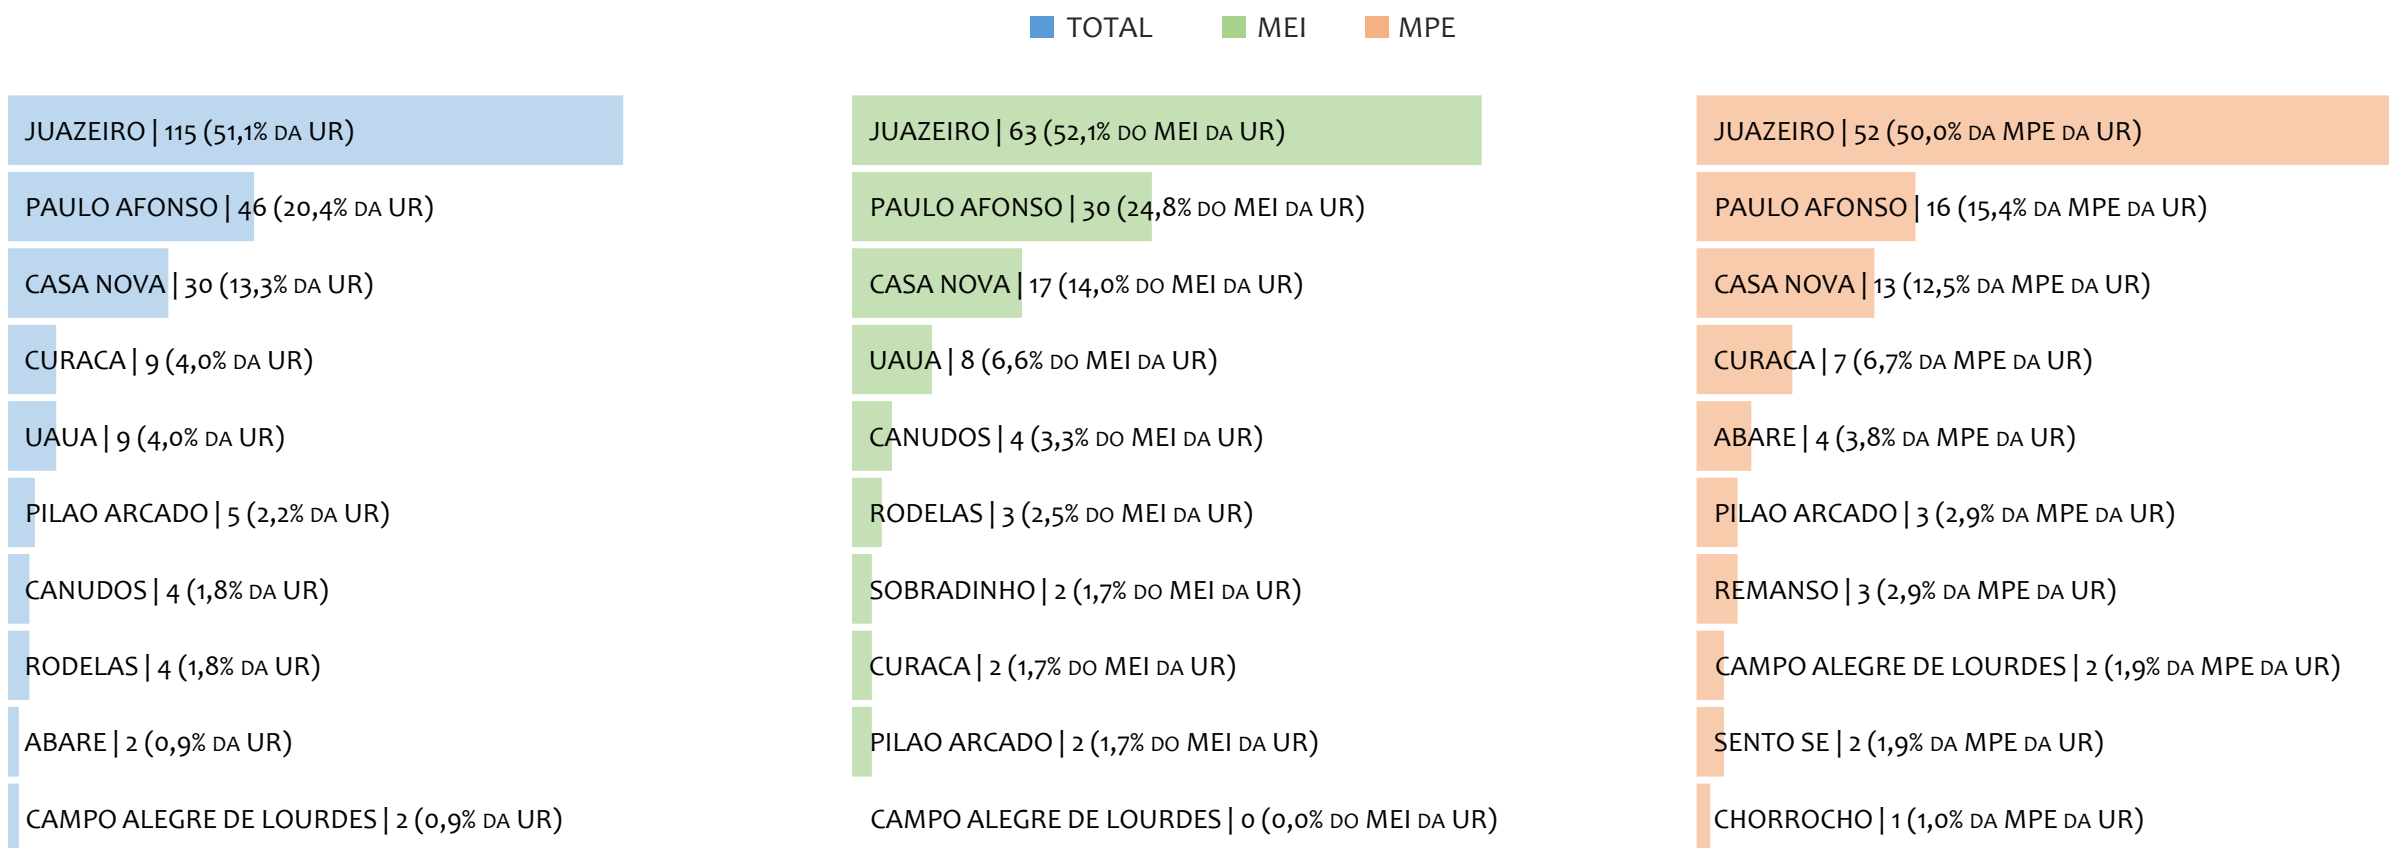 TOTAL
MEI
MPE
JUAZEIRO | 115 (51,1% DA UR)
PAULO AFONSO | 46 (20,4% DA UR)
CASA NOVA | 30 (13,3% DA UR)
CURACA | 9 (4,0% DA UR)
UAUA | 9 (4,0% DA UR)
PILAO ARCADO | 5 (2,2% DA UR)
CANUDOS | 4 (1,8% DA UR)
RODELAS | 4 (1,8% DA UR)
ABARE | 2 (0,9% DA UR)
CAMPO ALEGRE DE LOURDES | 2 (0,9% DA UR)
JUAZEIRO | 63 (52,1% DO MEI DA UR)
PAULO AFONSO | 30 (24,8% DO MEI DA UR)
CASA NOVA | 17 (14,0% DO MEI DA UR)
UAUA | 8 (6,6% DO MEI DA UR)
CANUDOS | 4 (3,3% DO MEI DA UR)
RODELAS | 3 (2,5% DO MEI DA UR)
SOBRADINHO | 2 (1,7% DO MEI DA UR)
CURACA | 2 (1,7% DO MEI DA UR)
PILAO ARCADO | 2 (1,7% DO MEI DA UR)
CAMPO ALEGRE DE LOURDES | 0 (0,0% DO MEI DA UR)
JUAZEIRO | 52 (50,0% DA MPE DA UR)
PAULO AFONSO | 16 (15,4% DA MPE DA UR)
CASA NOVA | 13 (12,5% DA MPE DA UR)
CURACA | 7 (6,7% DA MPE DA UR)
ABARE | 4 (3,8% DA MPE DA UR)
PILAO ARCADO | 3 (2,9% DA MPE DA UR)
REMANSO | 3 (2,9% DA MPE DA UR)
CAMPO ALEGRE DE LOURDES | 2 (1,9% DA MPE DA UR)
SENTO SE | 2 (1,9% DA MPE DA UR)
CHORROCHO | 1 (1,0% DA MPE DA UR)